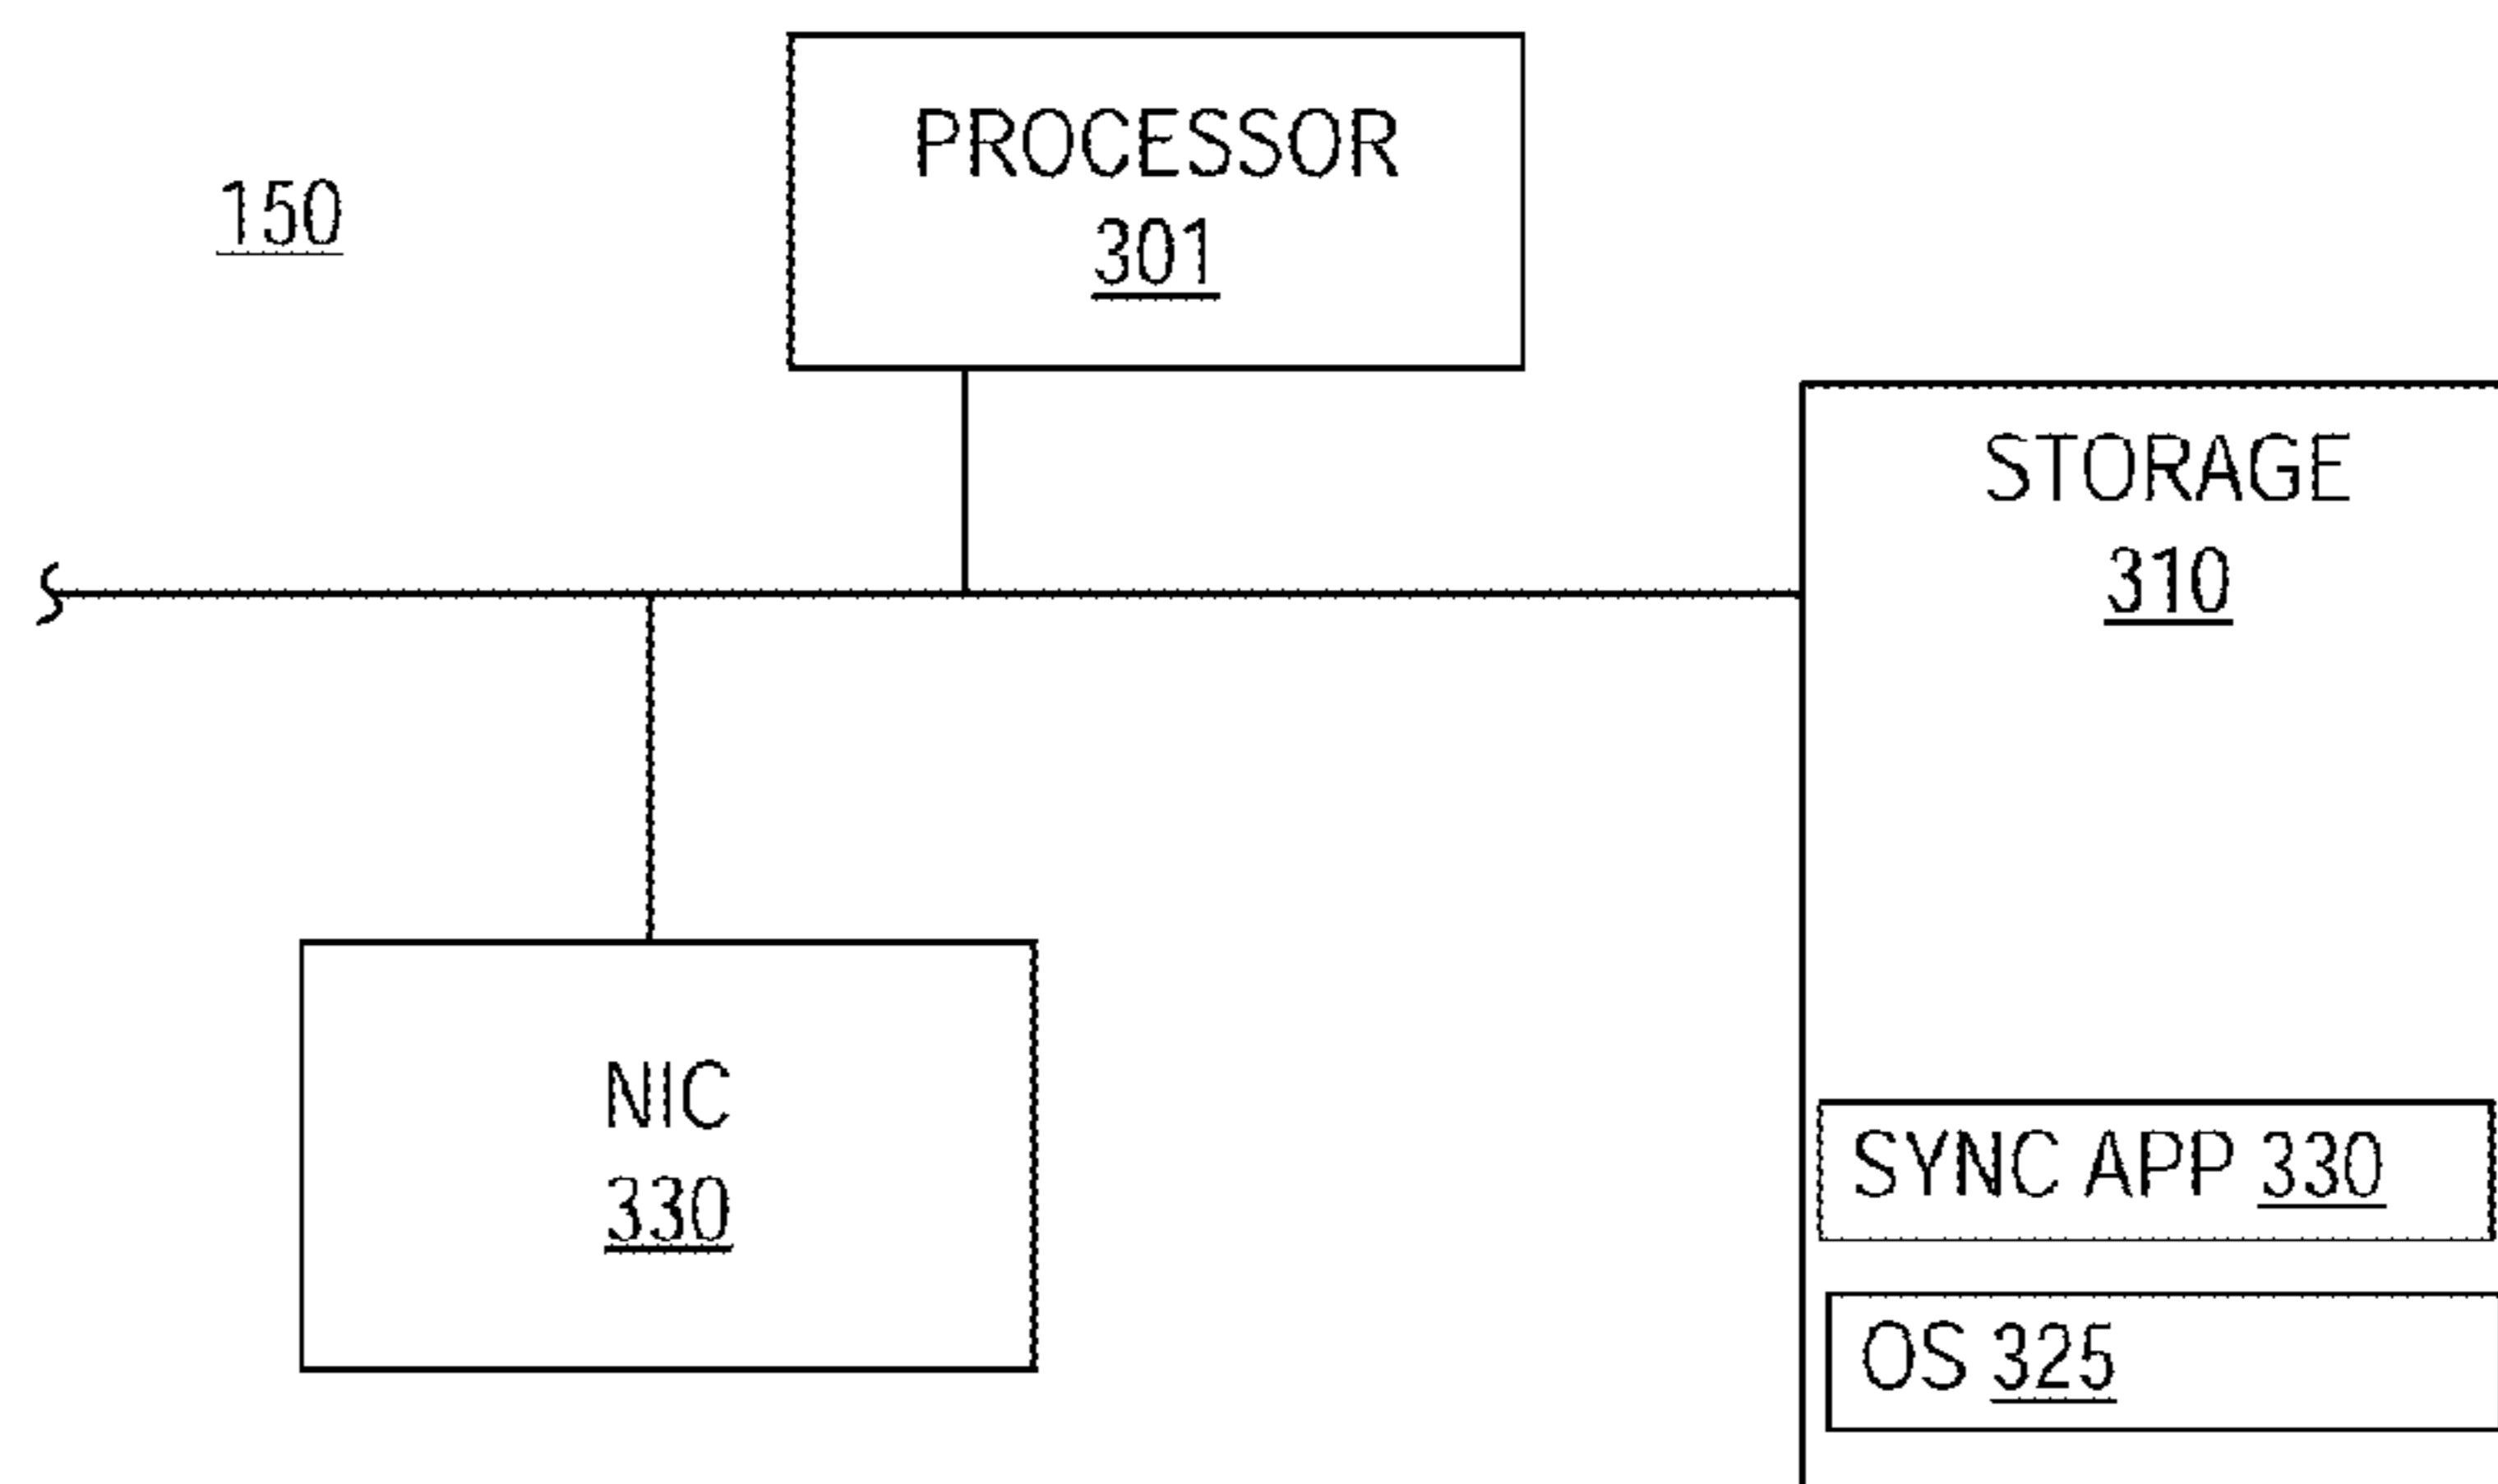 PROCESSOR
301
150
STORAGE
310
NIC
330
SYNC APP 330
OS 325